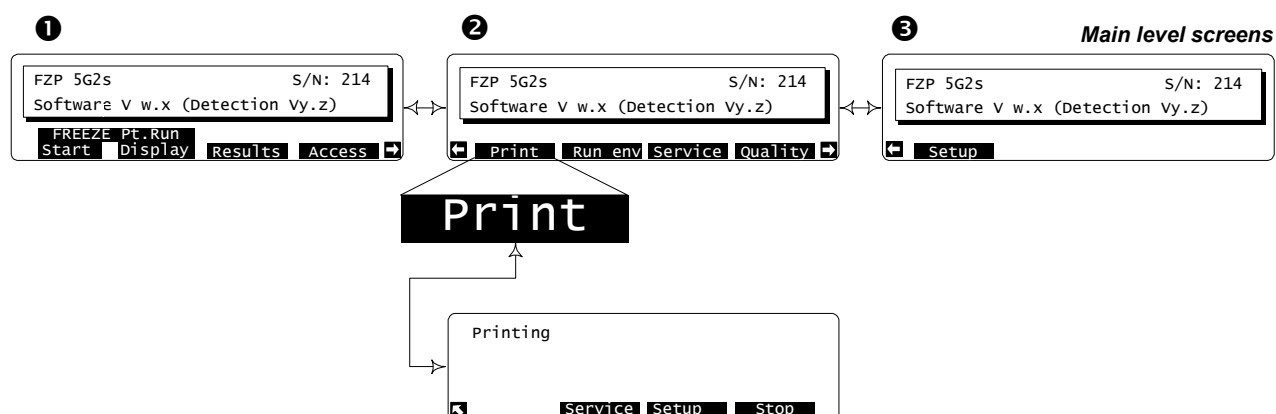 ❶ ❷ ❸ Main level screens
FZP 5G2s S/N: 214
Software V w.x (Detection Vy.z)
FREEZE Pt.Run
Start Display Results Access ➡
FZP 5G2s S/N: 214
Software V w.x (Detection Vy.z)
⬅ Print Run env Service Quality ➡
FZP 5G2s S/N: 214
Software V w.x (Detection Vy.z)
⬅ Setup
Print
Printing
Service Setup Stop